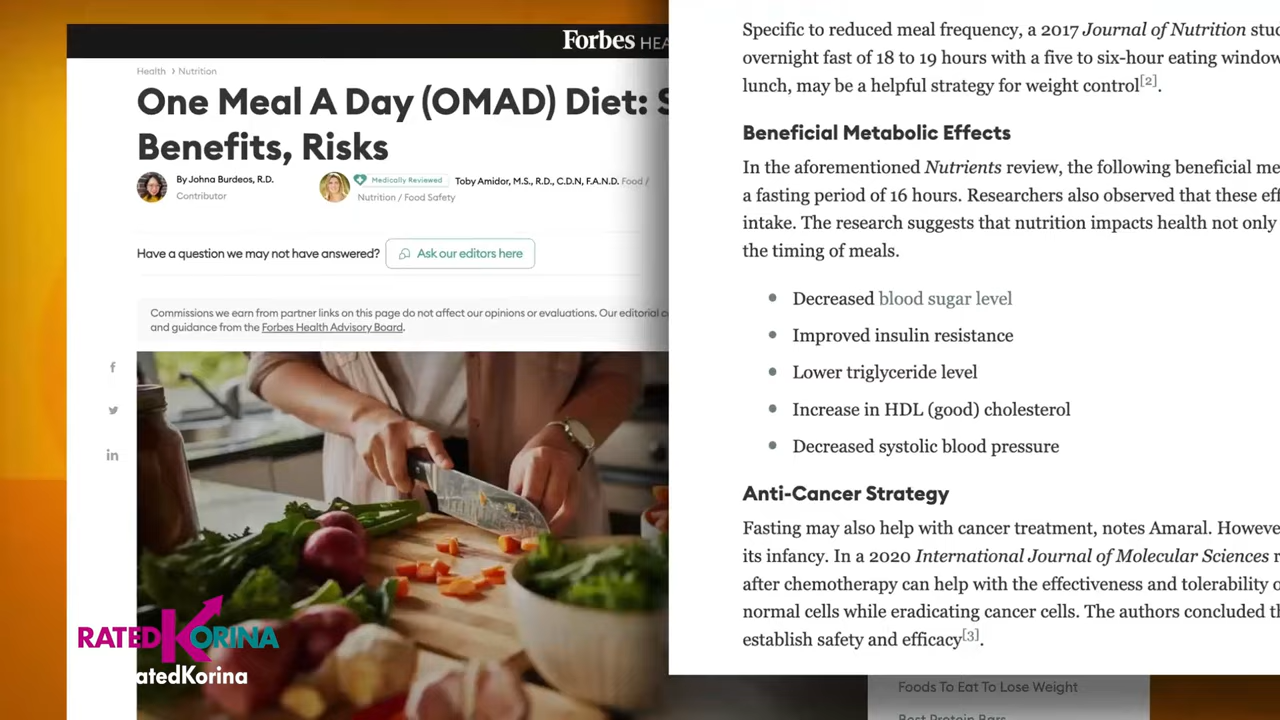 Forbes HEA
Health > Nutrition
One Meal A Day (OMAD) Diet: S
Benefits, Risks
By Johna Burdeos, R.D.
Contributor
Medically Reviewed
Toby Amidor, M.S., R.D., C.D.N, F.A.N.D. Food /
Nutrition / Food Safety
Have a question we may not have answered?
Ask our editors here
Commissions we earn from partner links on this page do not affect our opinions or evaluations. Our editorial c
and guidance from the Forbes Health Advisory Board.
Specific to reduced meal frequency, a 2017 Journal of Nutrition stu
overnight fast of 18 to 19 hours with a five to six-hour eating window
lunch, may be a helpful strategy for weight control[2].
Beneficial Metabolic Effects
In the aforementioned Nutrients review, the following beneficial me
a fasting period of 16 hours. Researchers also observed that these eff
intake. The research suggests that nutrition impacts health not only
the timing of meals.
Decreased blood sugar level
Improved insulin resistance
Lower triglyceride level
Increase in HDL (good) cholesterol
Decreased systolic blood pressure
Anti-Cancer Strategy
Fasting may also help with cancer treatment, notes Amaral. Howeve
its infancy. In a 2020 International Journal of Molecular Sciences r
after chemotherapy can help with the effectiveness and tolerability o
normal cells while eradicating cancer cells. The authors concluded th
establish safety and efficacy[3].
Foods To Eat To Lose Weight
Best Protein Bars
RATED KORINA
atedKorina